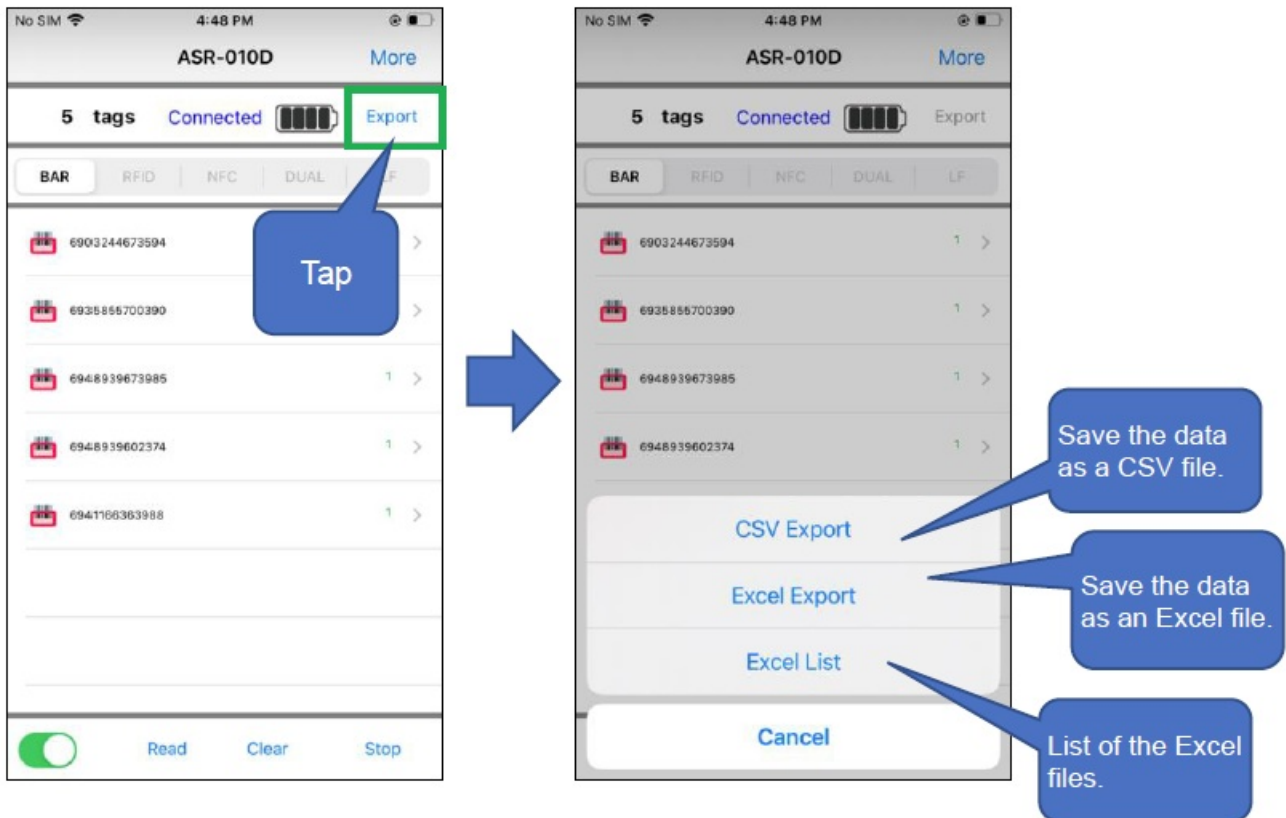 No SIM 4:48 PM
ASR-010D More
5 tags Connected Export
BAR RFID NFC DUAL LF
6903244673594
Tap
6935855700390
6948939673985 1
6948939602374 1
6941166363988 1
Read Clear Stop
No SIM 4:48 PM
ASR-010D More
5 tags Connected Export
BAR RFID NFC DUAL LF
6903244673594 1
6935855700390 1
6948939673985 1
6948939602374 1
CSV Export
Excel Export
Excel List
Cancel
Save the data
as a CSV file.
Save the data
as an Excel file.
List of the Excel
files.